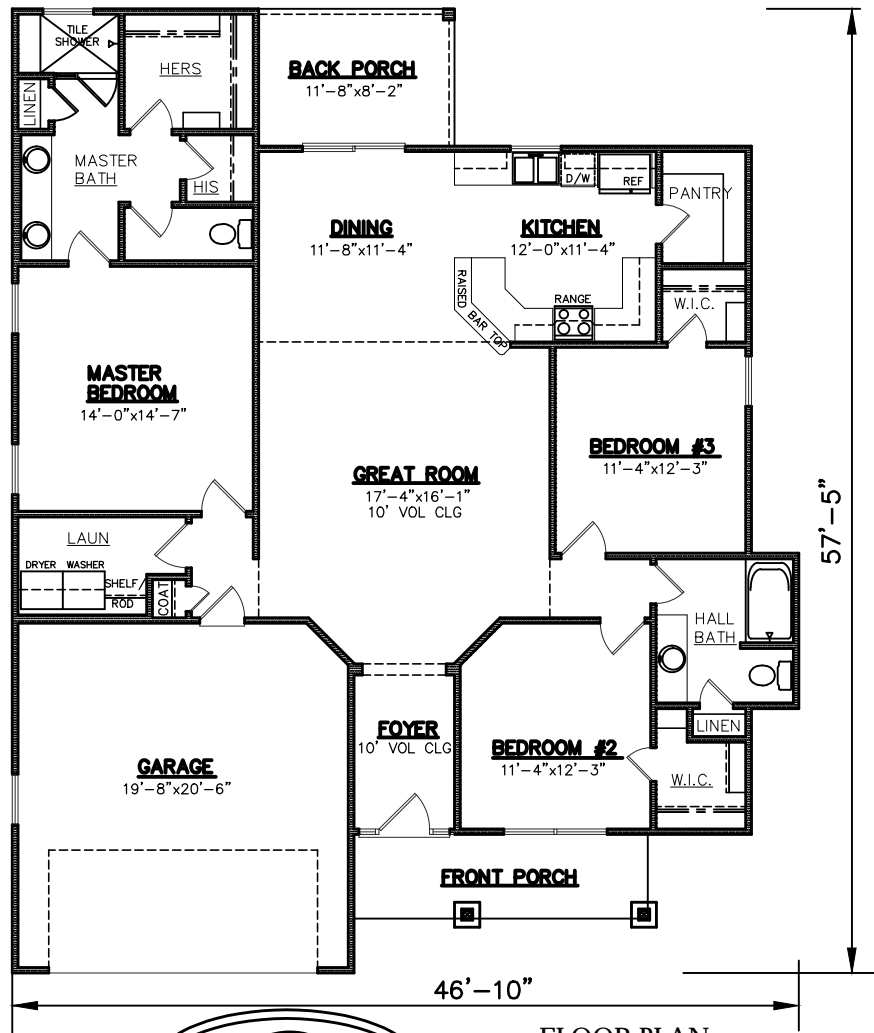 TILE
SHOWER
HERS
BACK PORCH
11'-8"x8'-2"
LINEN
MASTER
BATH
HIS
D/W
REF
PANTRY
DINING
11'-8"x11'-4"
KITCHEN
12'-0"x11'-4"
RAISED
BAR TOP
RANGE
W.I.C.
MASTER
BEDROOM
14'-0"x14'-7"
BEDROOM #3
11'-4"x12'-3"
GREAT ROOM
17'-4"x16'-1"
10' VOL CLG
57'-5"
LAUN
DRYER WASHER
SHELF/
ROD
COAT
HALL
BATH
LINEN
FOYER
10' VOL CLG
BEDROOM #2
11'-4"x12'-3"
W.I.C.
GARAGE
19'-8"x20'-6"
FRONT PORCH
46'-10"
FLOOR PLAN